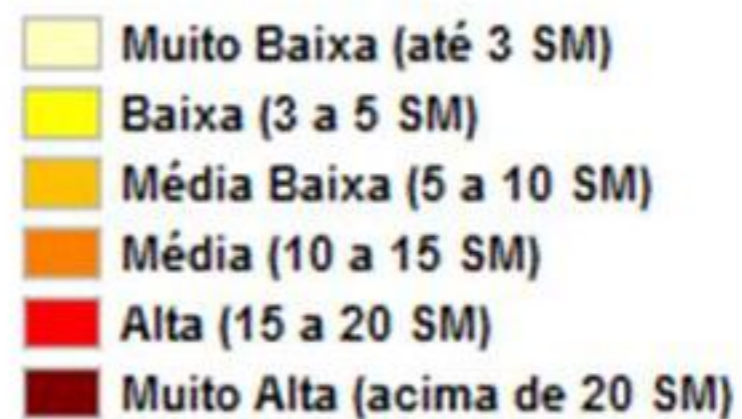 Muito Baixa (até 3 SM)
Baixa (3 a 5 SM)
Média Baixa (5 a 10 SM)
Média (10 a 15 SM)
Alta (15 a 20 SM)
Muito Alta (acima de 20 SM)